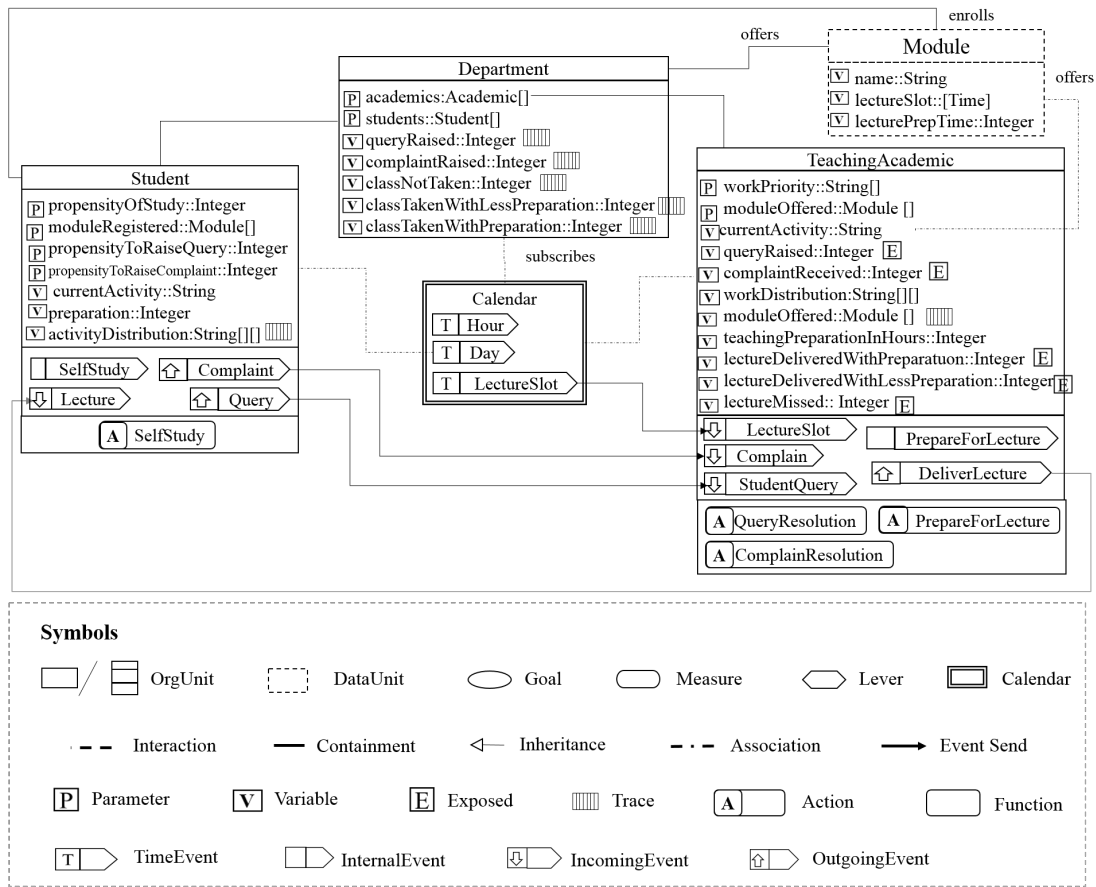 enrolls
offers
Module
name::String
lectureSlot::[Time]
lecturePrepTime::Integer
offers
Department
academics:Academic[]
students::Student[]
queryRaised::Integer
complaintRaised::Integer
classNotTaken::Integer
classTakenWithLessPreparation::Integer
classTakenWithPreparation::Integer
subscribes
Student
propensityOfStudy::Integer
moduleRegistered::Module[]
propensityToRaiseQuery::Integer
propensityToRaiseComplaint::Integer
currentActivity::String
preparation::Integer
activityDistribution:String[][]
SelfStudy
Complaint
Lecture
Query
A SelfStudy
Calendar
T Hour
T Day
T LectureSlot
TeachingAcademic
P workPriority::String[]
P moduleOffered::Module []
V currentActivity::String
V queryRaised::Integer E
V complaintReceived::Integer E
V workDistribution:String[][]
V moduleOffered::Module []
V teachingPreparationInHours::Integer
V lectureDeliveredWithPreparatuon::Integer E
V lectureDeliveredWithLessPreparation::Integer E
V lectureMissed:: Integer E
LectureSlot
PrepareForLecture
Complain
DeliverLecture
StudentQuery
A QueryResolution
A PrepareForLecture
A ComplainResolution
Symbols
OrgUnit
DataUnit
Goal
Measure
Lever
Calendar
Interaction
Containment
Inheritance
Association
Event Send
P Parameter
V Variable
E Exposed
Trace
A Action
Function
T TimeEvent
InternalEvent
IncomingEvent
OutgoingEvent